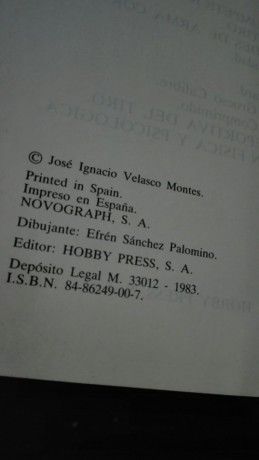 © José Ignacio Velasco Montes.
Printed in Spain.
Impreso en España.
NOVOGRAPH, S. A.
Dibujante: Efrén Sánchez Palomino.
Editor: HOBBY PRESS, S. A.
Depósito Legal M. 33012 - 1983.
I.S.B.N. 84-86249-00-7.